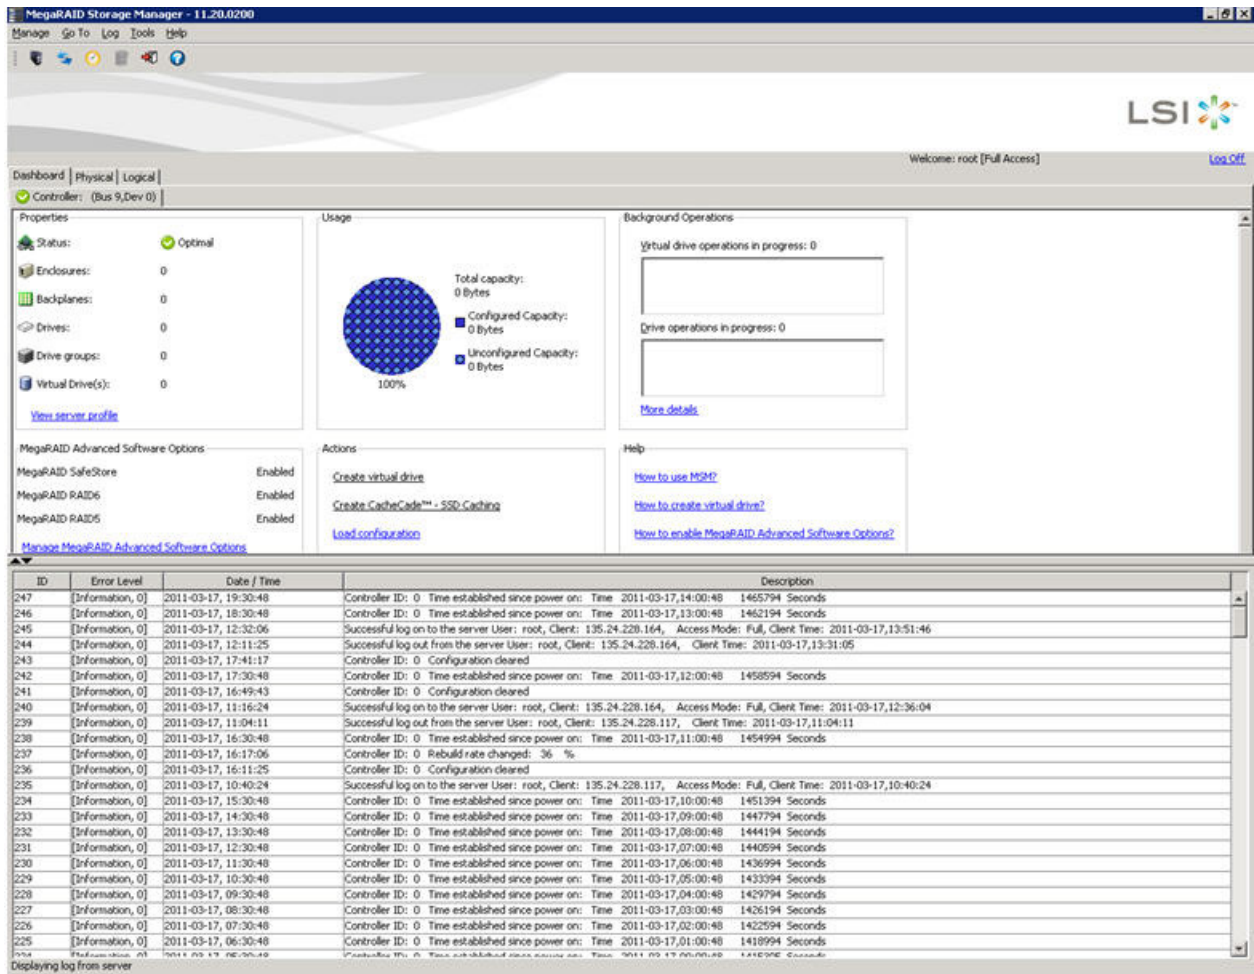 MegaRAID Storage Manager - 11.20.0200
Manage Go To Log Tools Help
LSI
Welcome: root [Full Access] Log Off
Dashboard Physical Logical
Controller: (Bus 9,Dev 0)
Properties
Status: Optimal
Enclosures: 0
Backplanes: 0
Drives: 0
Drive groups: 0
Virtual Drive(s): 0
View server profile
Usage
Total capacity:
0 Bytes
Configured Capacity:
0 Bytes
Unconfigured Capacity:
0 Bytes
100%
Background Operations
Virtual drive operations in progress: 0
Drive operations in progress: 0
More details
MegaRAID Advanced Software Options
MegaRAID SafeStore Enabled
MegaRAID RAID6 Enabled
MegaRAID RAID5 Enabled
Manage MegaRAID Advanced Software Options
Actions
Create virtual drive
Create CacheCade™ - SSD Caching
Load configuration
Help
How to use MSM?
How to create virtual drive?
How to enable MegaRAID Advanced Software Options?
ID Error Level Date / Time Description
247 [Information, 0] 2011-03-17, 19:30:48 Controller ID: 0 Time established since power on: Time 2011-03-17,14:00:48 1465794 Seconds
246 [Information, 0] 2011-03-17, 18:30:48 Controller ID: 0 Time established since power on: Time 2011-03-17,13:00:48 1462194 Seconds
245 [Information, 0] 2011-03-17, 12:32:06 Successful log on to the server User: root, Client: 135.24.228.164, Access Mode: Full, Client Time: 2011-03-17,13:51:46
244 [Information, 0] 2011-03-17, 12:11:25 Successful log out from the server User: root, Client: 135.24.228.164, Client Time: 2011-03-17,13:31:05
243 [Information, 0] 2011-03-17, 17:41:17 Controller ID: 0 Configuration cleared
242 [Information, 0] 2011-03-17, 17:30:48 Controller ID: 0 Time established since power on: Time 2011-03-17,12:00:48 1458594 Seconds
241 [Information, 0] 2011-03-17, 16:49:43 Controller ID: 0 Configuration cleared
240 [Information, 0] 2011-03-17, 11:16:24 Successful log on to the server User: root, Client: 135.24.228.164, Access Mode: Full, Client Time: 2011-03-17,12:36:04
239 [Information, 0] 2011-03-17, 11:04:11 Successful log out from the server User: root, Client: 135.24.228.117, Client Time: 2011-03-17,11:04:11
238 [Information, 0] 2011-03-17, 16:30:48 Controller ID: 0 Time established since power on: Time 2011-03-17,11:00:48 1454994 Seconds
237 [Information, 0] 2011-03-17, 16:17:06 Controller ID: 0 Rebuild rate changed: 36 %
236 [Information, 0] 2011-03-17, 16:11:25 Controller ID: 0 Configuration cleared
235 [Information, 0] 2011-03-17, 10:40:24 Successful log on to the server User: root, Client: 135.24.228.117, Access Mode: Full, Client Time: 2011-03-17,10:40:24
234 [Information, 0] 2011-03-17, 15:30:48 Controller ID: 0 Time established since power on: Time 2011-03-17,10:00:48 1451394 Seconds
233 [Information, 0] 2011-03-17, 14:30:48 Controller ID: 0 Time established since power on: Time 2011-03-17,09:00:48 1447794 Seconds
232 [Information, 0] 2011-03-17, 13:30:48 Controller ID: 0 Time established since power on: Time 2011-03-17,08:00:48 1444194 Seconds
231 [Information, 0] 2011-03-17, 12:30:48 Controller ID: 0 Time established since power on: Time 2011-03-17,07:00:48 1440594 Seconds
230 [Information, 0] 2011-03-17, 11:30:48 Controller ID: 0 Time established since power on: Time 2011-03-17,06:00:48 1436994 Seconds
229 [Information, 0] 2011-03-17, 10:30:48 Controller ID: 0 Time established since power on: Time 2011-03-17,05:00:48 1433394 Seconds
228 [Information, 0] 2011-03-17, 09:30:48 Controller ID: 0 Time established since power on: Time 2011-03-17,04:00:48 1429794 Seconds
227 [Information, 0] 2011-03-17, 08:30:48 Controller ID: 0 Time established since power on: Time 2011-03-17,03:00:48 1426194 Seconds
226 [Information, 0] 2011-03-17, 07:30:48 Controller ID: 0 Time established since power on: Time 2011-03-17,02:00:48 1422594 Seconds
225 [Information, 0] 2011-03-17, 06:30:48 Controller ID: 0 Time established since power on: Time 2011-03-17,01:00:48 1418994 Seconds
Displaying log from server